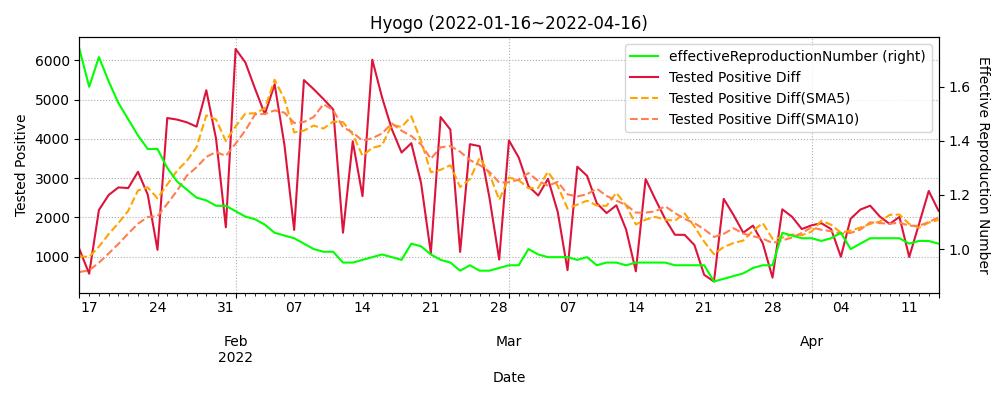 Hyogo (2022-01-16~2022-04-16)
effectiveReproductionNumber (right)
Tested Positive Diff
Tested Positive Diff(SMA5)
Tested Positive Diff(SMA10)
Tested Positive
6000
5000
4000
3000
2000
1000
1.6
1.4
1.2
1.0
Effective Reproduction Number
17 24 31 07 14 21 28 07 14 21 28 04 11
Feb Mar Apr
2022
Date